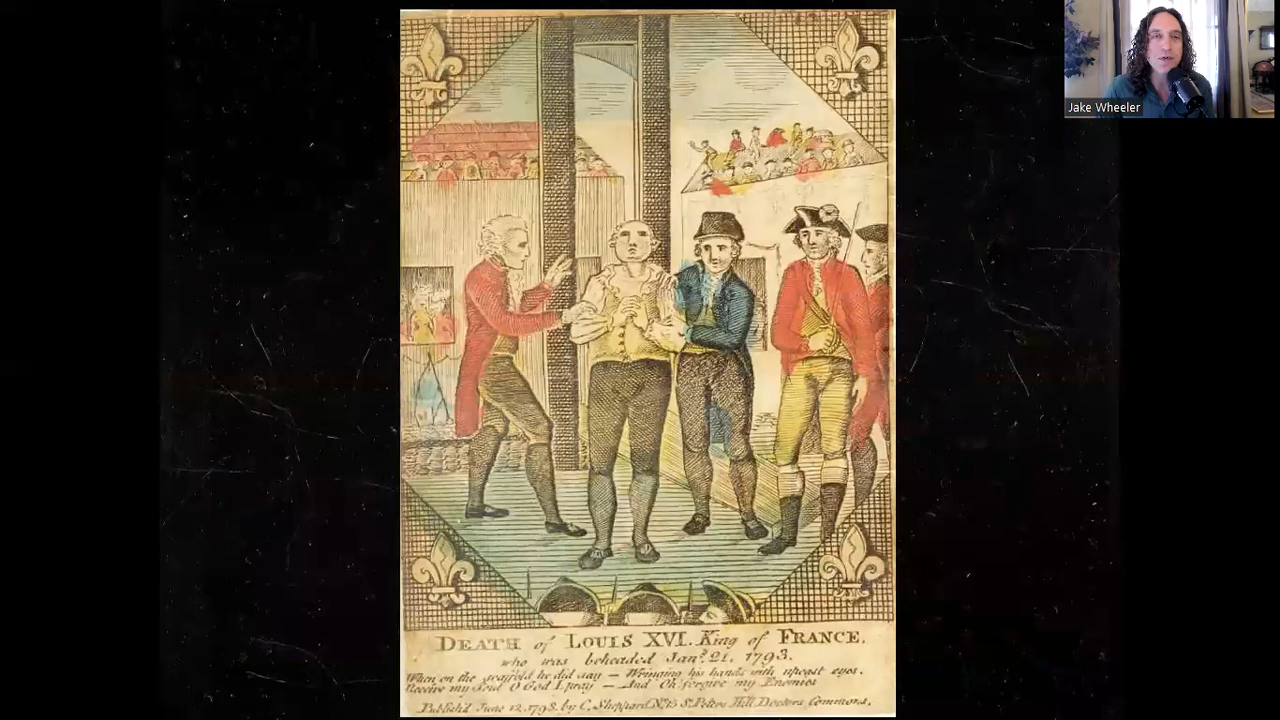 Jake Wheeler
DEATH of LOUIS XVI. King of FRANCE,
who was beheaded Jany. 21, 1793.
When on the scaffold he did say — Wringing his hands with upcast eyes.
Receive my Soul O God I pray — And Oh forgive my Enemies
Publish'd June 12, 1793, by C. Sheppard, No. 15 St. Peters Hill Doctors Commons.